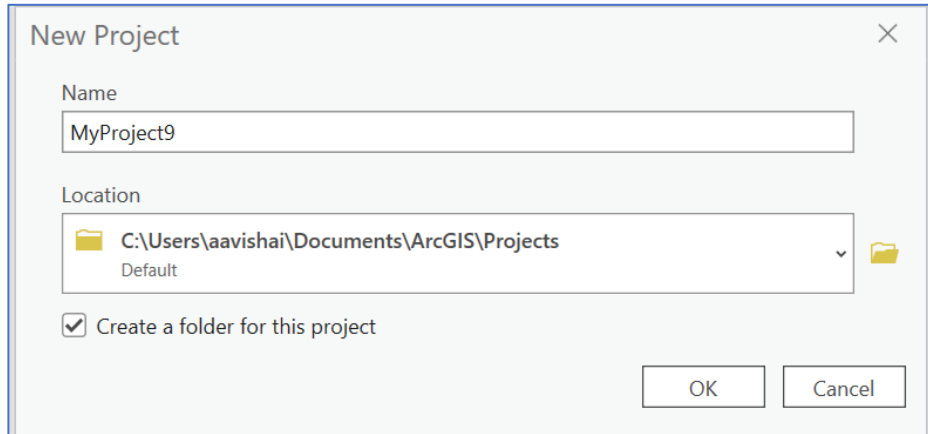 New Project
Name
MyProject9
Location
C:\Users\aavishai\Documents\ArcGIS\Projects
Default
Create a folder for this project
OK Cancel